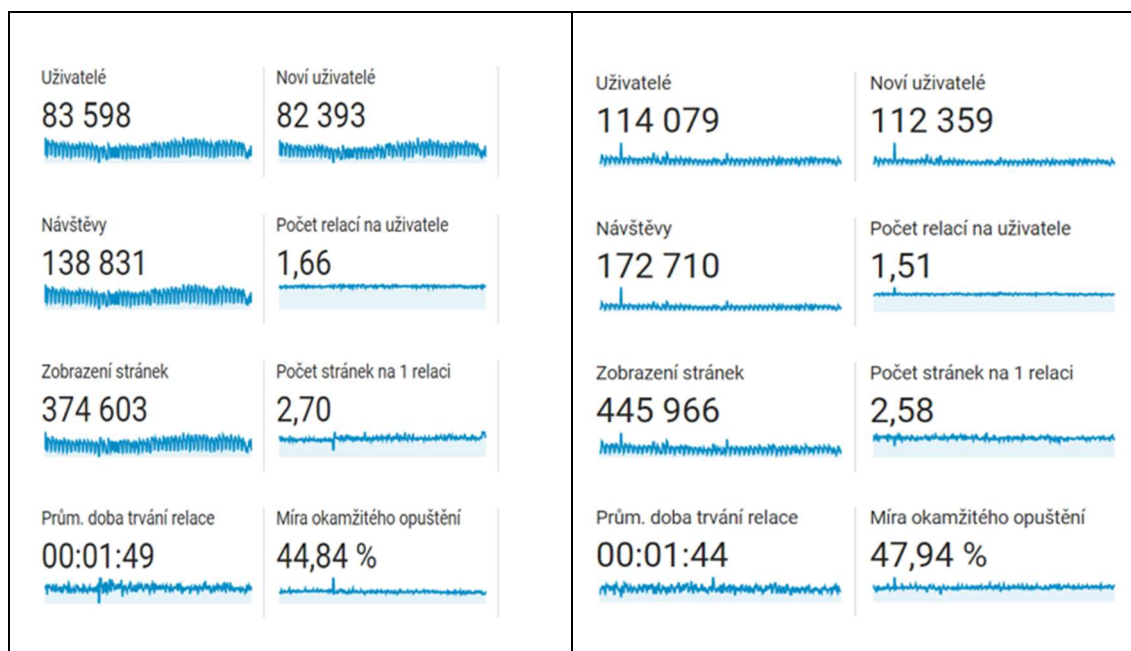 Uživatelé
Noví uživatelé
83 598
82 393
Návštěvy
Počet relací na uživatele
138 831
1,66
Zobrazení stránek
Počet stránek na 1 relaci
374 603
2,70
Prům. doba trvání relace
Míra okamžitého opuštění
00:01:49
44,84 %
Uživatelé
Noví uživatelé
114 079
112 359
Návštěvy
Počet relací na uživatele
172 710
1,51
Zobrazení stránek
Počet stránek na 1 relaci
445 966
2,58
Prům. doba trvání relace
Míra okamžitého opuštění
00:01:44
47,94 %